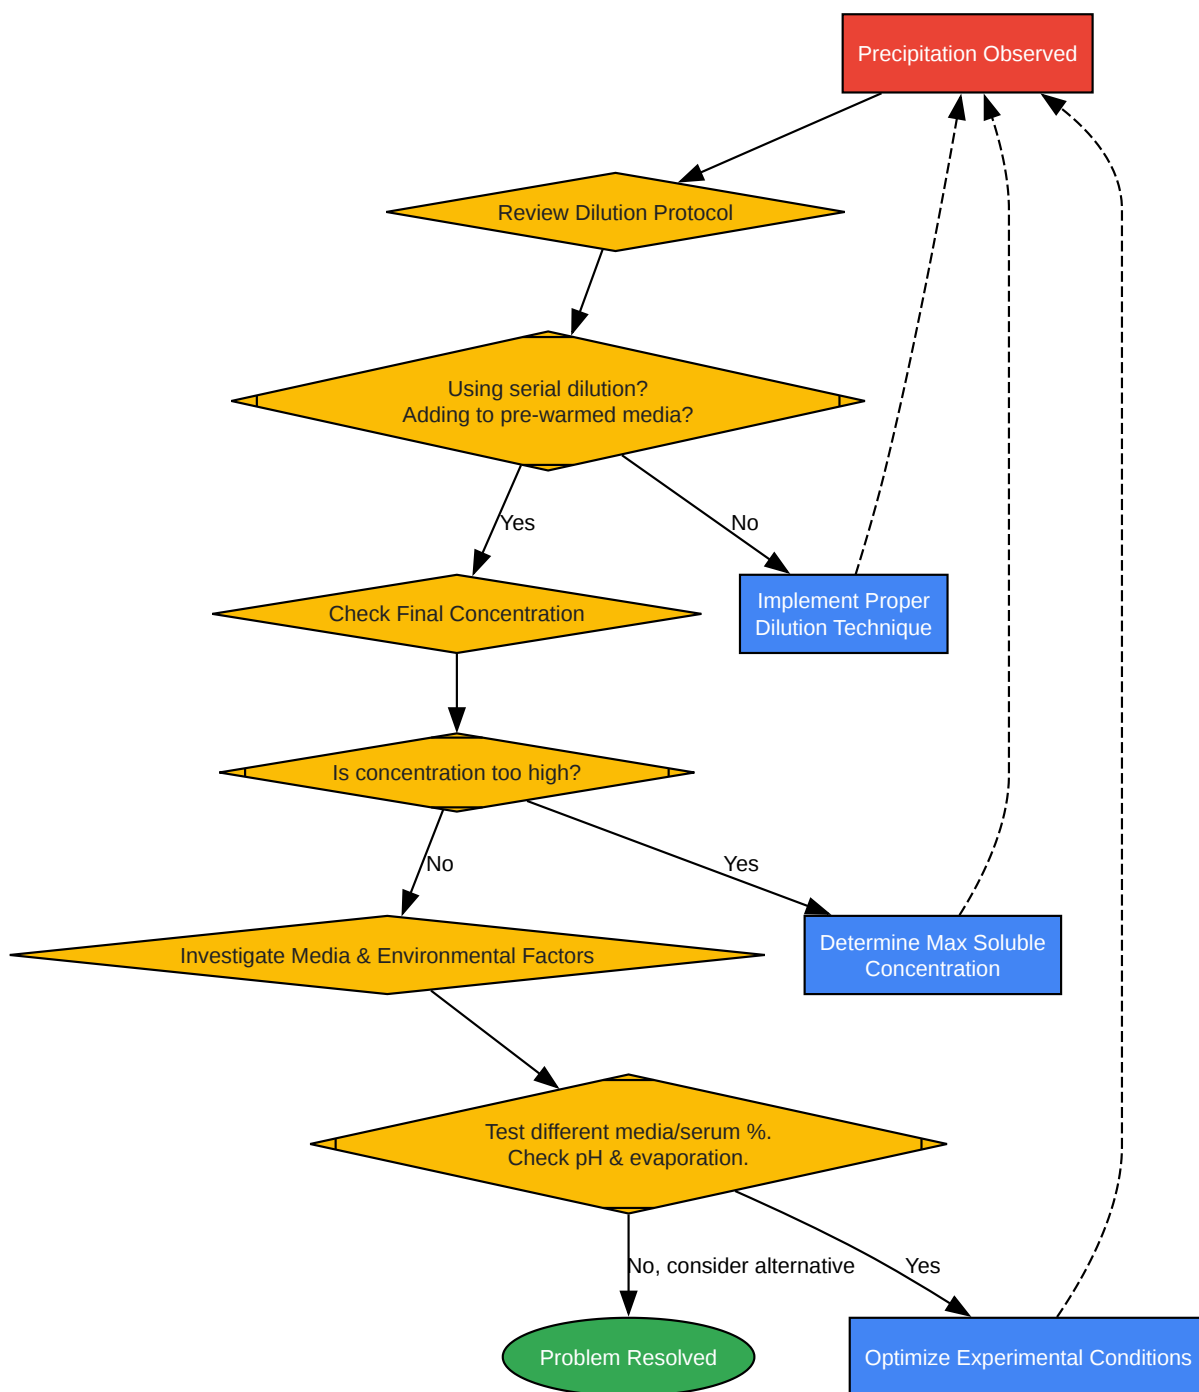 Precipitation Observed
Review Dilution Protocol
Using serial dilution?
Adding to pre-warmed media?
Yes
No
Check Final Concentration
Implement Proper
Dilution Technique
Is concentration too high?
No
Yes
Investigate Media & Environmental Factors
Determine Max Soluble
Concentration
Test different media/serum %.
Check pH & evaporation.
No, consider alternative
Yes
Problem Resolved
Optimize Experimental Conditions